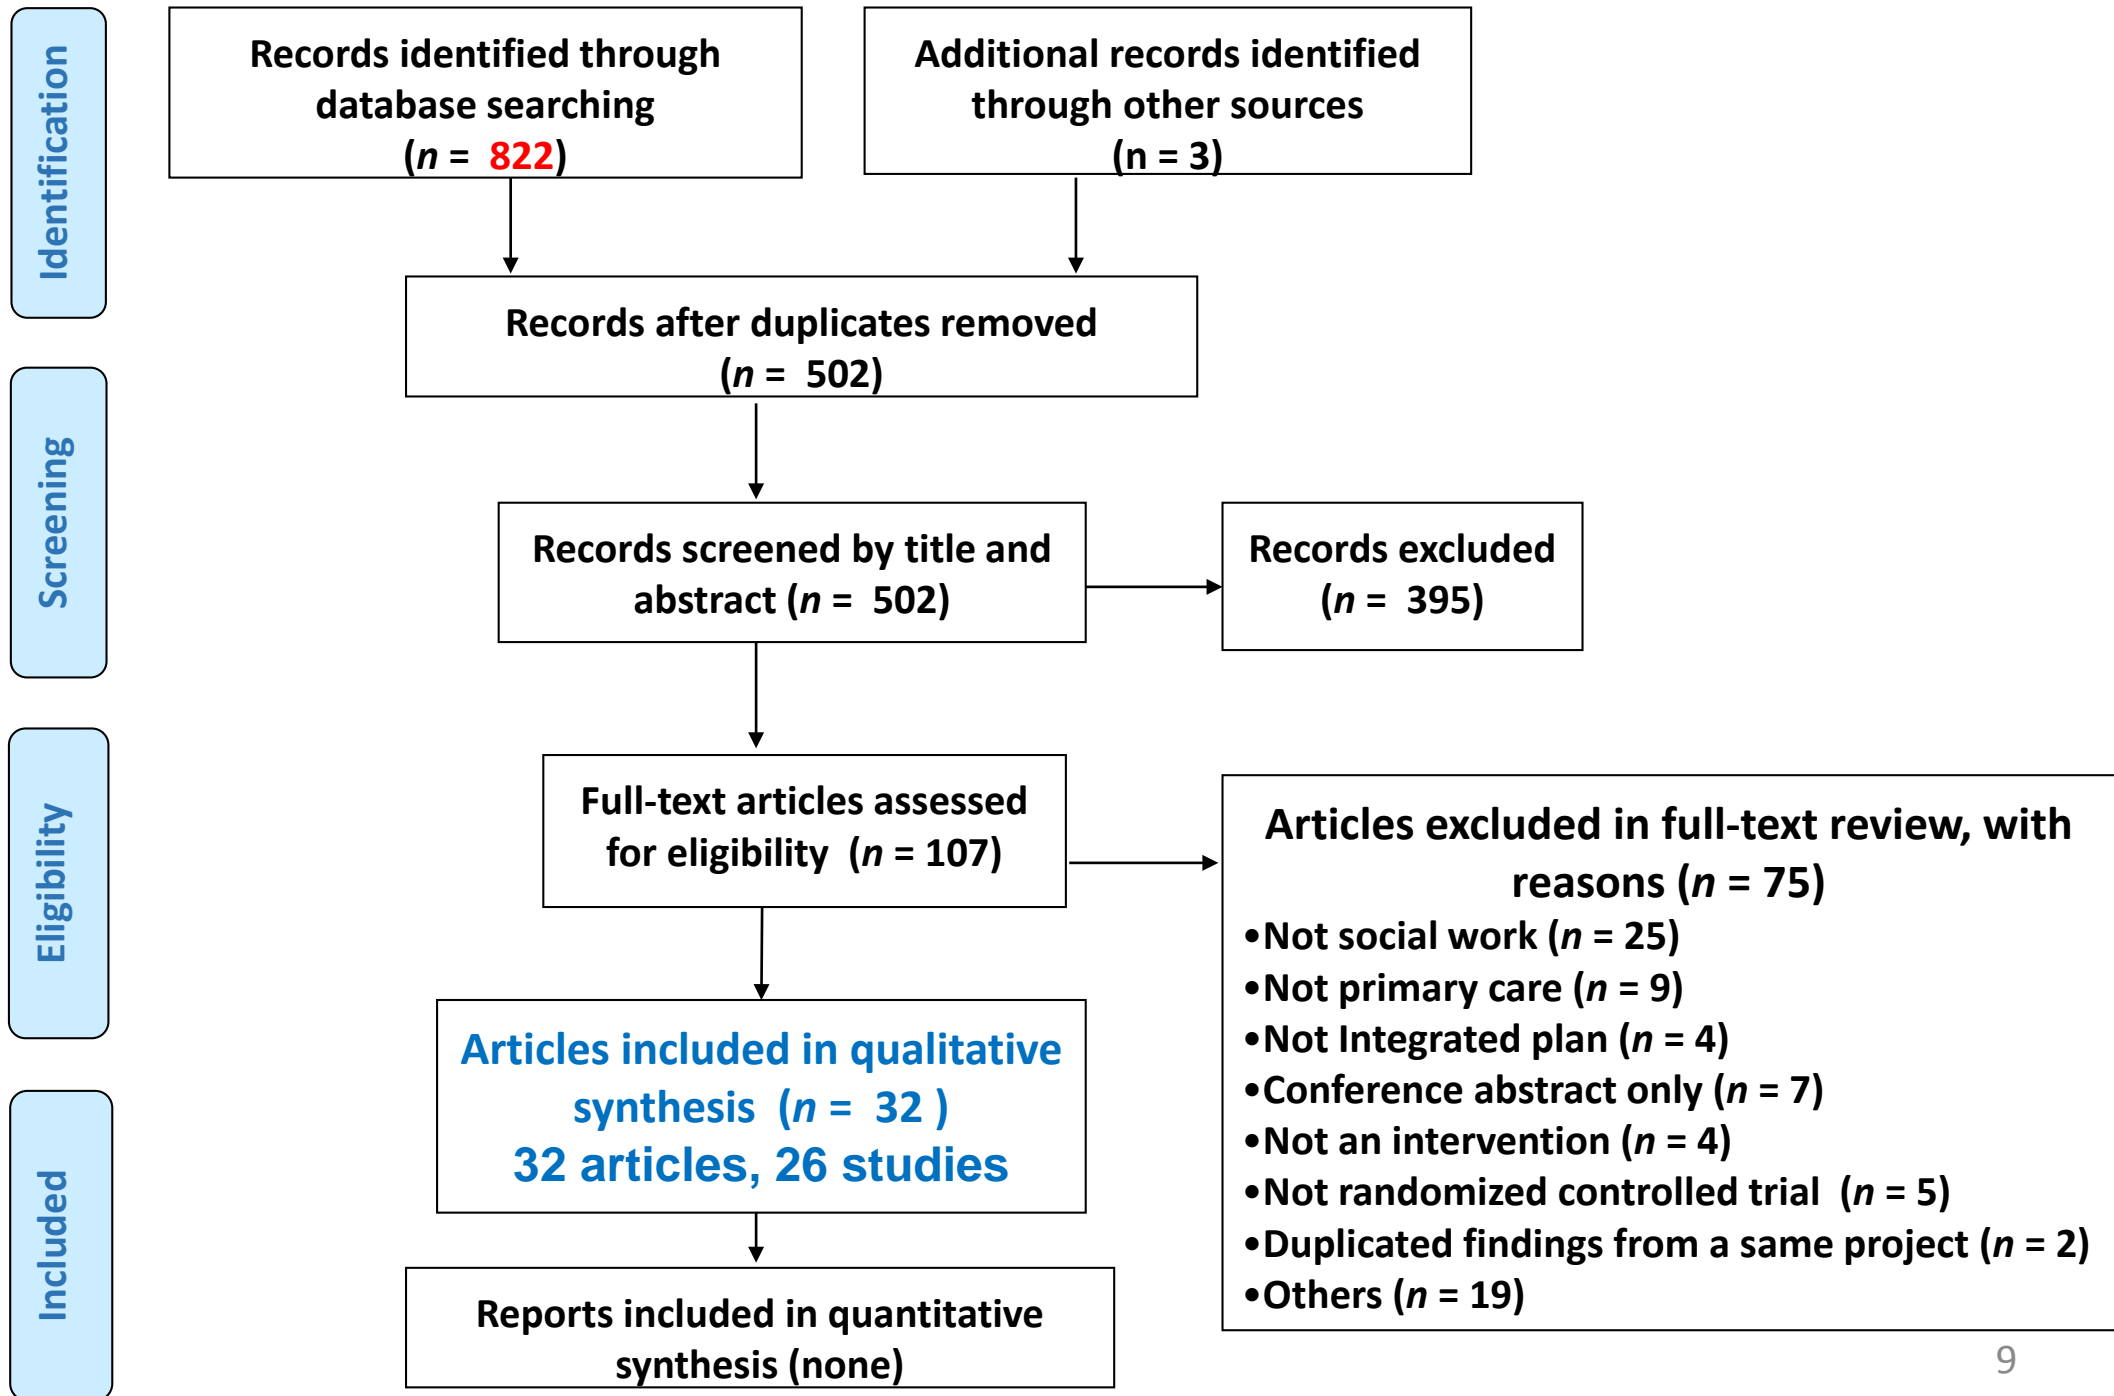 Identification
Records identified through
database searching
(n = 822)
Additional records identified
through other sources
(n = 3)
Records after duplicates removed
(n = 502)
Screening
Records screened by title and
abstract (n = 502)
Records excluded
(n = 395)
Eligibility
Full-text articles assessed
for eligibility (n = 107)
Articles excluded in full-text review, with
reasons (n = 75)
•Not social work (n = 25)
•Not primary care (n = 9)
•Not Integrated plan (n = 4)
•Conference abstract only (n = 7)
•Not an intervention (n = 4)
•Not randomized controlled trial (n = 5)
•Duplicated findings from a same project (n = 2)
•Others (n = 19)
Included
Articles included in qualitative
synthesis (n = 32 )
32 articles, 26 studies
Reports included in quantitative
synthesis (none)
9